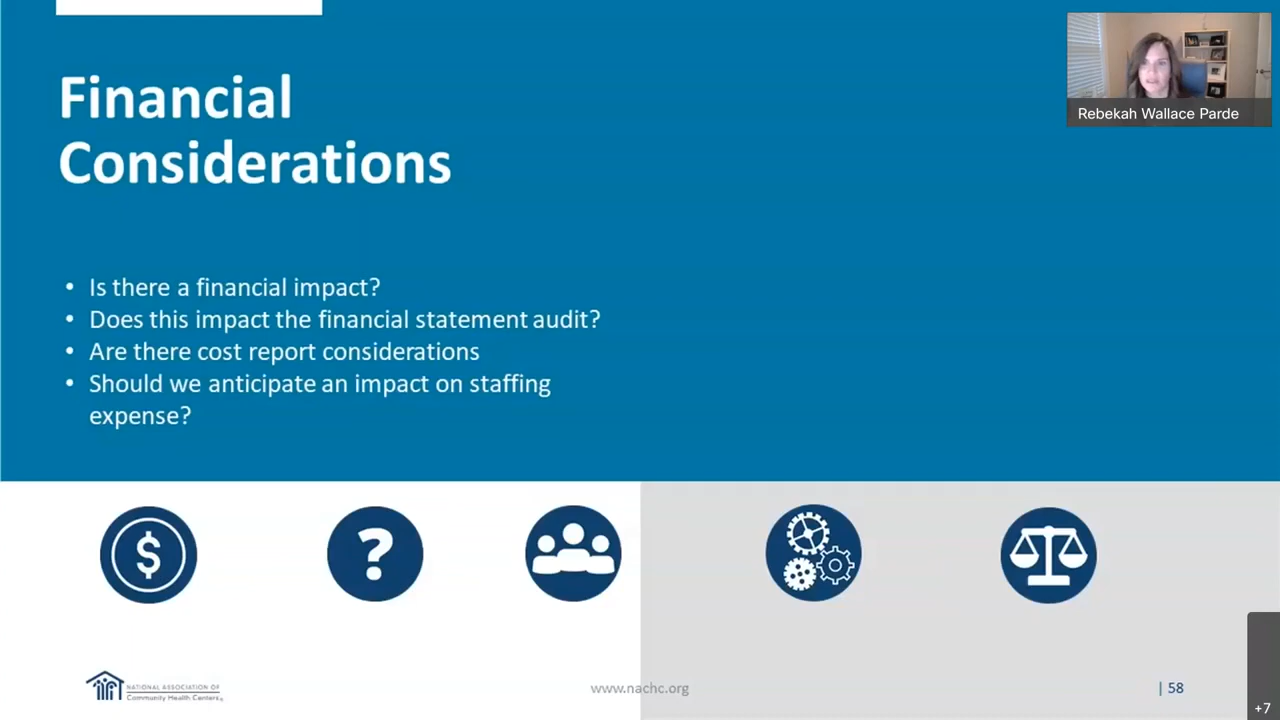 Financial
Considerations
Rebekah Wallace Parde
• Is there a financial impact?
• Does this impact the financial statement audit?
• Are there cost report considerations
• Should we anticipate an impact on staffing
expense?
$
?
NATIONAL ASSOCIATION OF
Community Health Centers
www.nachc.org
| 58
+7